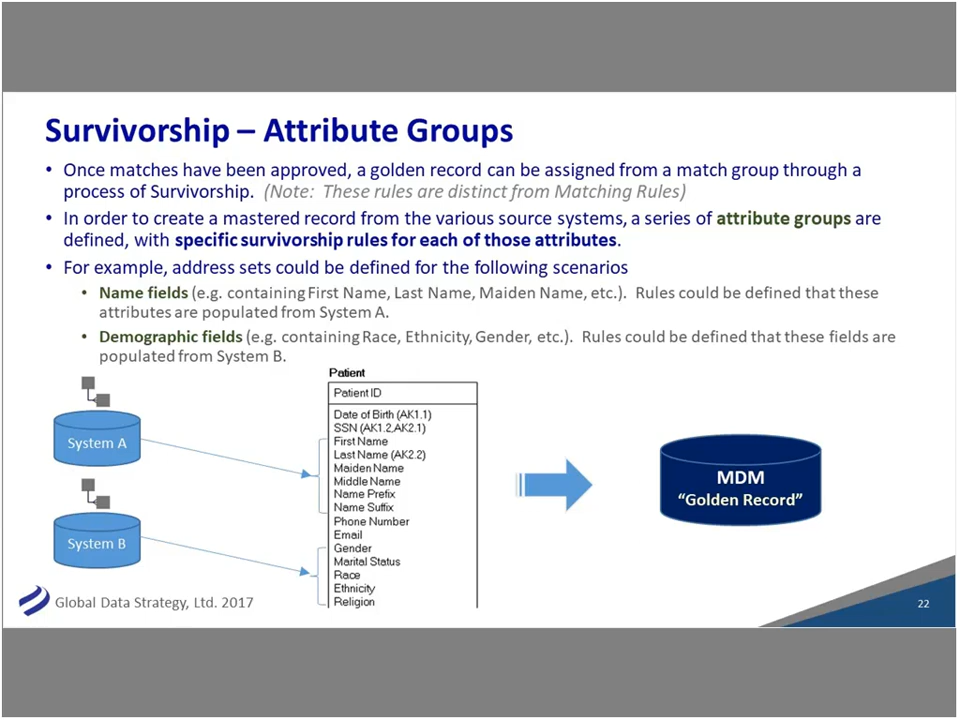 Survivorship – Attribute Groups
• Once matches have been approved, a golden record can be assigned from a match group through a
process of Survivorship. (Note: These rules are distinct from Matching Rules)
• In order to create a mastered record from the various source systems, a series of attribute groups are
defined, with specific survivorship rules for each of those attributes.
• For example, address sets could be defined for the following scenarios
• Name fields (e.g. containing First Name, Last Name, Maiden Name, etc.). Rules could be defined that these
attributes are populated from System A.
• Demographic fields (e.g. containing Race, Ethnicity, Gender, etc.). Rules could be defined that these fields are
populated from System B.
System A
System B
Patient
Patient ID
Date of Birth (AK1.1)
SSN (AK1.2,AK2.1)
First Name
Last Name (AK2.2)
Maiden Name
Middle Name
Name Prefix
Name Suffix
Phone Number
Email
Gender
Marital Status
Race
Ethnicity
Religion
MDM
“Golden Record”
Global Data Strategy, Ltd. 2017
22